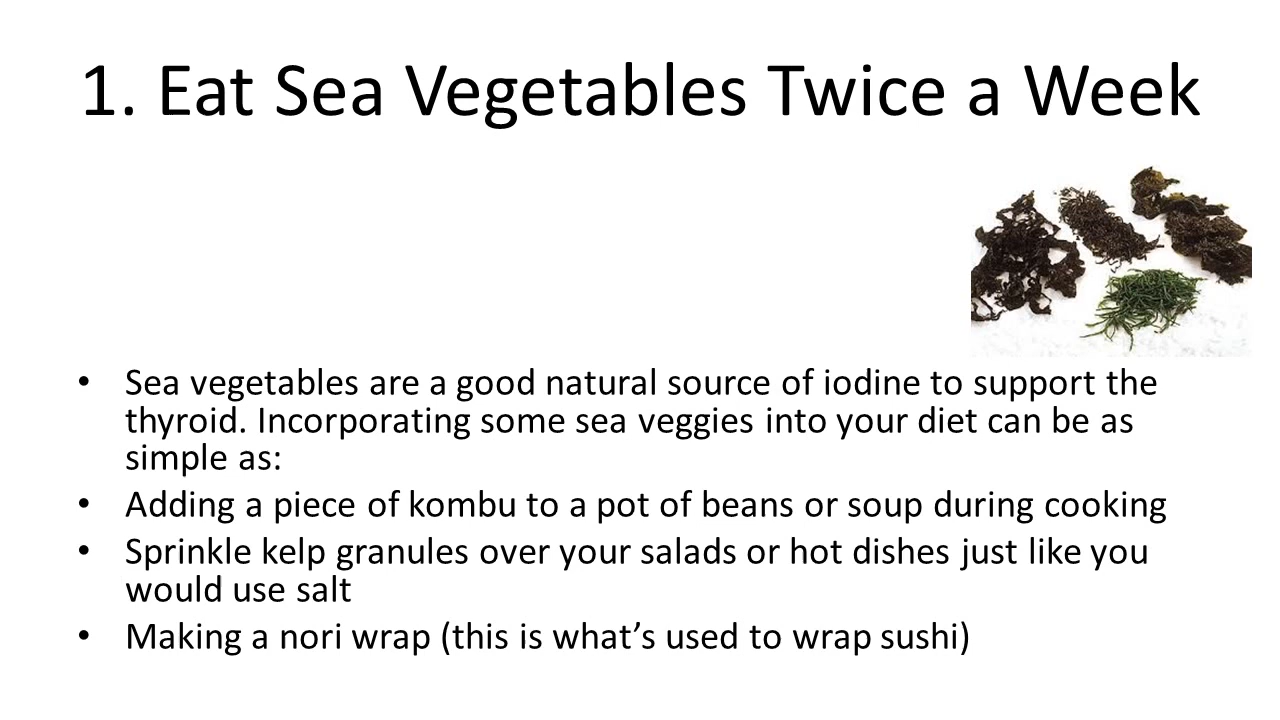 1. Eat Sea Vegetables Twice a Week
• Sea vegetables are a good natural source of iodine to support the
thyroid. Incorporating some sea veggies into your diet can be as
simple as:
• Adding a piece of kombu to a pot of beans or soup during cooking
• Sprinkle kelp granules over your salads or hot dishes just like you
would use salt
• Making a nori wrap (this is what’s used to wrap sushi)